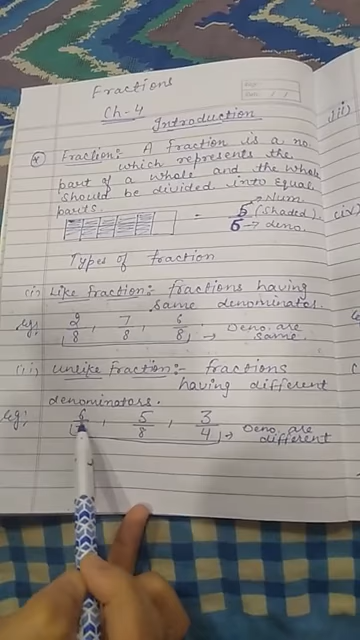 Fractions
Ch-4
Introduction
Fraction:- A fraction is a no.
which represents the
part of a whole and the whole
should be divided into equal
parts.
= 5 → Num. (Shaded)
6 → deno.
Types of fraction
(i) Like fraction:- fractions having
same denominators.
eg! 2/8, 7/8, 6/8 → Deno. are
same.
(ii) unlike fraction:- fractions
having different
denominators.
eg! 5/8, 3/4 → Deno. are
different
iii)
(iv)